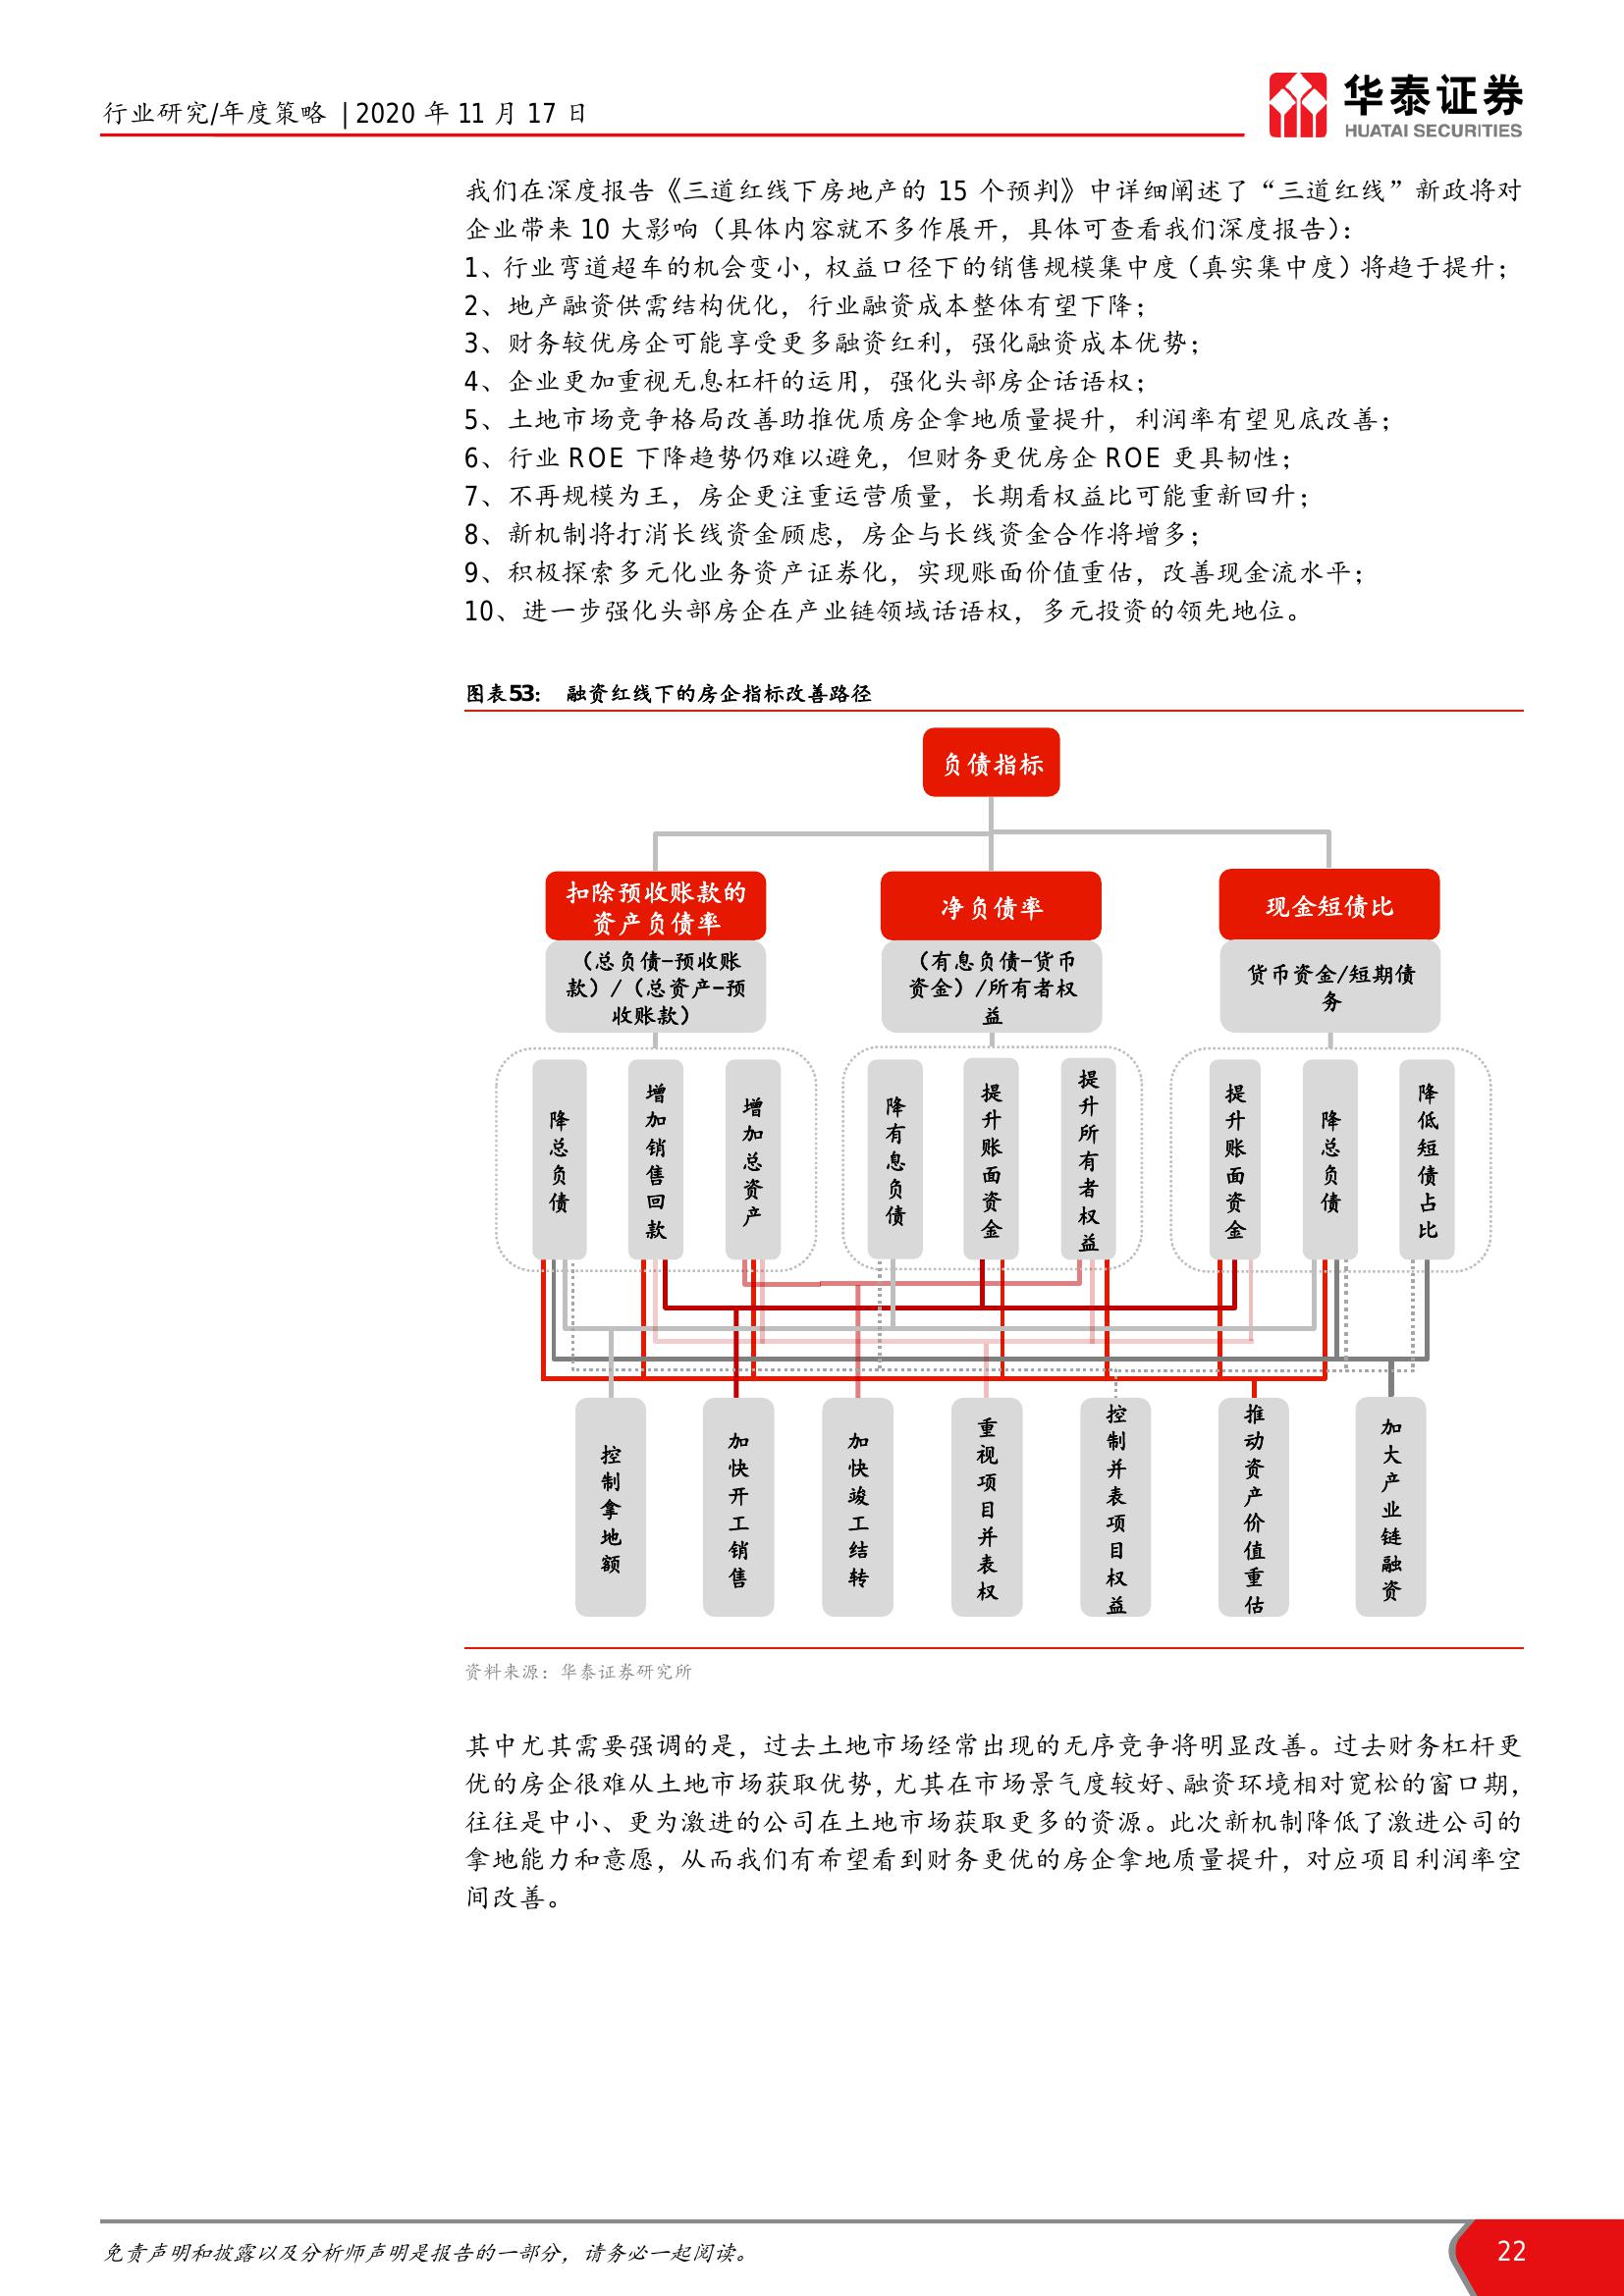 行业研究/年度策略 | 2020 年 11 月 17 日
华泰证券
HUATAI SECURITIES
我们在深度报告《三道红线下房地产的 15 个预判》中详细阐述了“三道红线”新政将对
企业带来 10 大影响（具体内容就不多作展开，具体可查看我们深度报告）：
1、行业弯道超车的机会变小，权益口径下的销售规模集中度（真实集中度）将趋于提升；
2、地产融资供需结构优化，行业融资成本整体有望下降；
3、财务较优房企可能享受更多融资红利，强化融资成本优势；
4、企业更加重视无息杠杆的运用，强化头部房企话语权；
5、土地市场竞争格局改善助推优质房企拿地质量提升，利润率有望见底改善；
6、行业 ROE 下降趋势仍难以避免，但财务更优房企 ROE 更具韧性；
7、不再规模为王，房企更注重运营质量，长期看权益比可能重新回升；
8、新机制将打消长线资金顾虑，房企与长线资金合作将增多；
9、积极探索多元化业务资产证券化，实现账面价值重估，改善现金流水平；
10、进一步强化头部房企在产业链领域话语权，多元投资的领先地位。
图表53： 融资红线下的房企指标改善路径
负债指标
扣除预收账款的
资产负债率
净负债率
现金短债比
（总负债-预收账
款）/（总资产-预
收账款）
（有息负债-货币
资金）/所有者权
益
货币资金/短期债
务
降总负债
增加销售回款
增加总资产
降有息负债
提升账面资金
提升所有者权益
提升账面资金
降总负债
降低短债占比
控制拿地额
加快开工销售
加快竣工结转
重视项目并表权
控制并表项目权益
推动资产价值重估
加大产业链融资
资料来源：华泰证券研究所
其中尤其需要强调的是，过去土地市场经常出现的无序竞争将明显改善。过去财务杠杆更
优的房企很难从土地市场获取优势，尤其在市场景气度较好、融资环境相对宽松的窗口期，
往往是中小、更为激进的公司在土地市场获取更多的资源。此次新机制降低了激进公司的
拿地能力和意愿，从而我们有希望看到财务更优的房企拿地质量提升，对应项目利润率空
间改善。
免责声明和披露以及分析师声明是报告的一部分，请务必一起阅读。
22